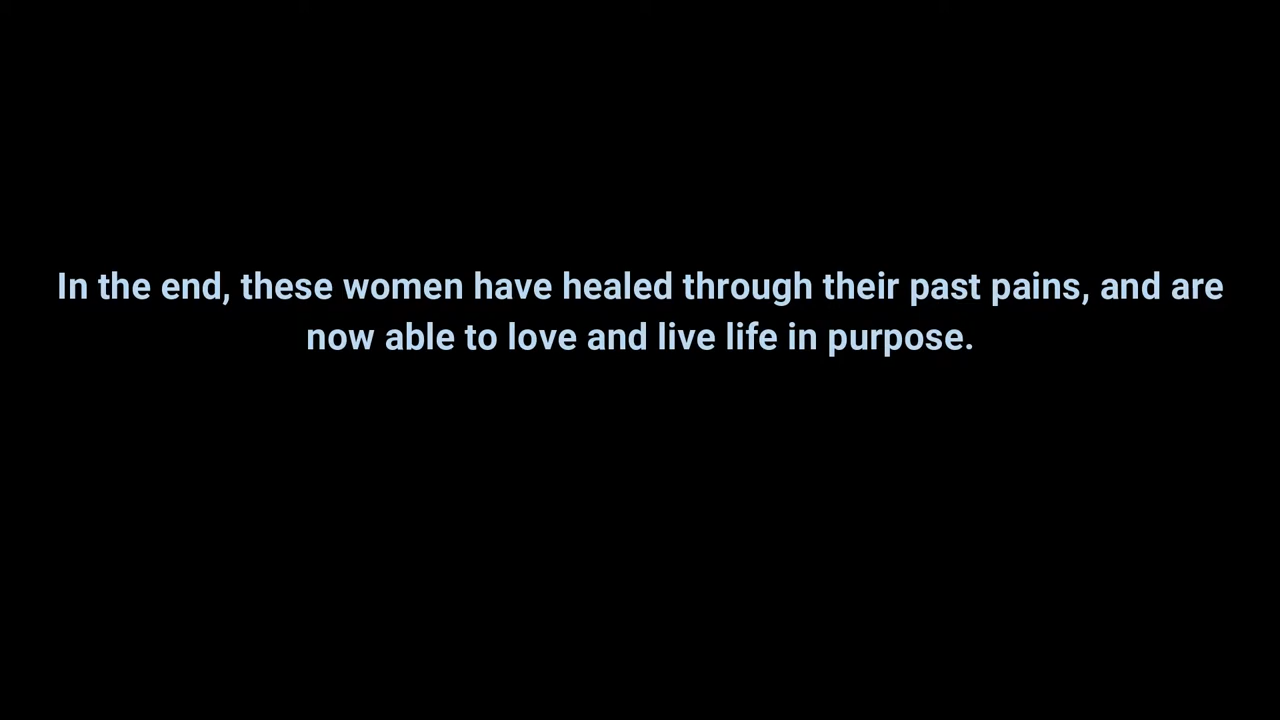 In the end, these women have healed through their past pains, and are
now able to love and live life in purpose.